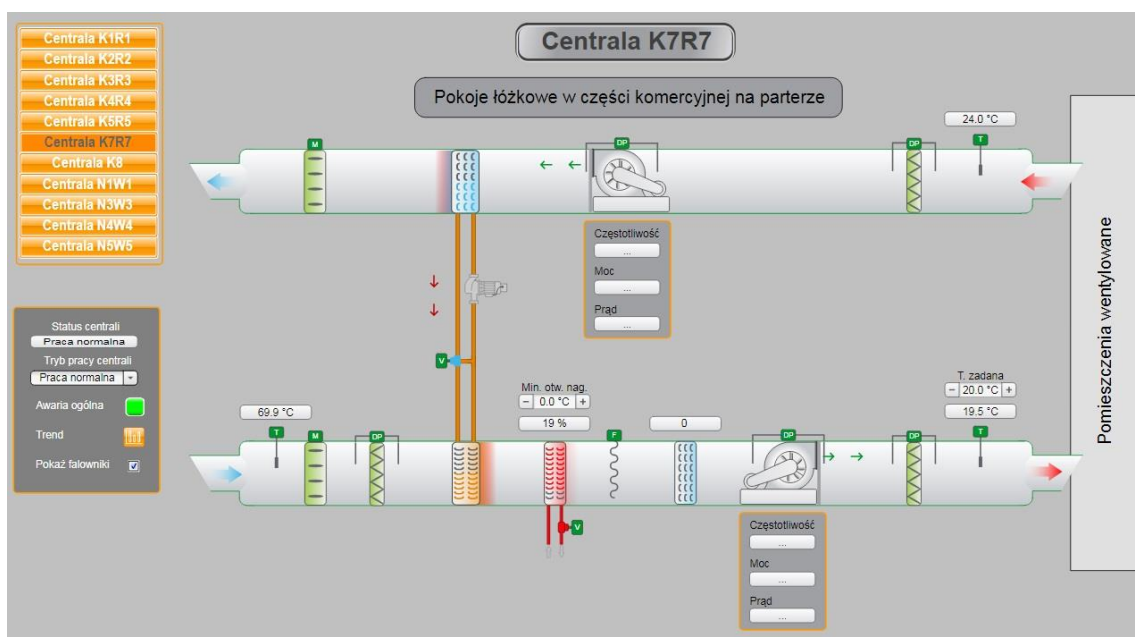 Centrala K1R1
Centrala K2R2
Centrala K3R3
Centrala K4R4
Centrala K5R5
Centrala K7R7
Centrala K8
Centrala N1W1
Centrala N3W3
Centrala N4W4
Centrala N5W5
Centrala K7R7
Pokoje łóżkowe w części komercyjnej na parterze
24.0 °C
M
DP
DP
T
Częstotliwość
...
Moc
...
Prąd
...
Pomieszczenia wentylowane
Status centrali
Praca normalna
Tryb pracy centrali
Praca normalna
Awaria ogólna
Trend
Pokaż falowniki
V
Min. otw. nag.
− 0.0 °C +
19 %
0
T. zadana
− 20.0 °C +
19.5 °C
69.9 °C
T
M
DP
F
DP
DP
T
V
Częstotliwość
...
Moc
...
Prąd
...